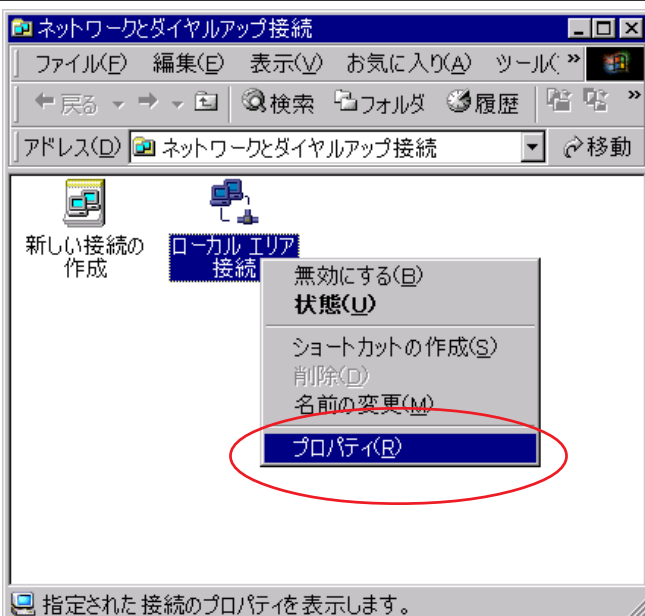 ネットワークとダイヤルアップ接続
ファイル(F) 編集(E) 表示(V) お気に入り(A) ツール( »
戻る 検索 フォルダ 履歴 »
アドレス(D) ネットワークとダイヤルアップ接続 移動
新しい接続の
作成
ローカル エリア
接続
無効にする(B)
状態(U)
ショートカットの作成(S)
削除(D)
名前の変更(M)
プロパティ(R)
指定された接続のプロパティを表示します。